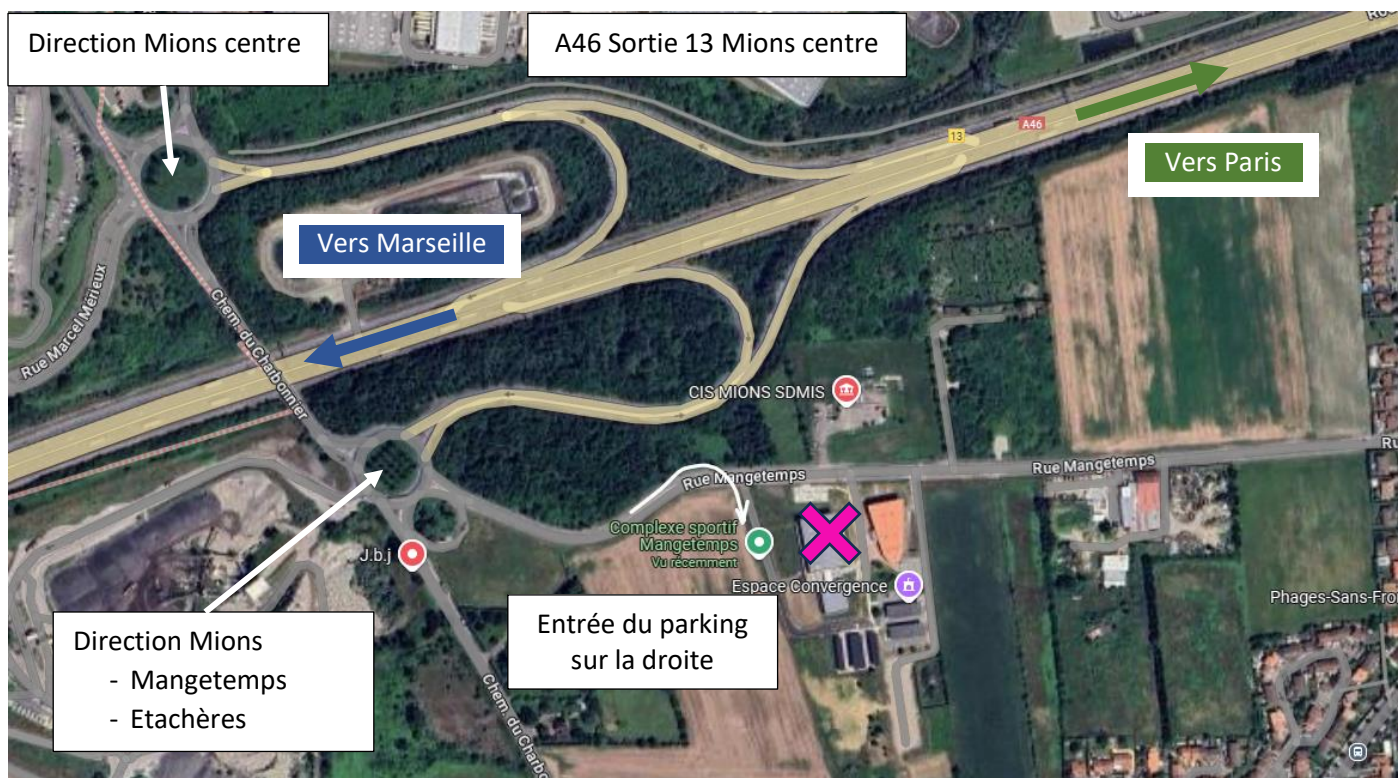 Direction Mions centre
A46 Sortie 13 Mions centre
13
A46
Vers Paris
Vers Marseille
Rue Marcel Mérieux
Chem. du Charbonnier
CIS MIONS SDMIS
Rue Mangetemps
Rue Mangetemps
Complexe sportif
Mangetemps
Vu récemment
J.b.j
Espace Convergence
Entrée du parking
sur la droite
Direction Mions
- Mangetemps
- Etachères
Chem. du Charbo
Phages-Sans-Fro